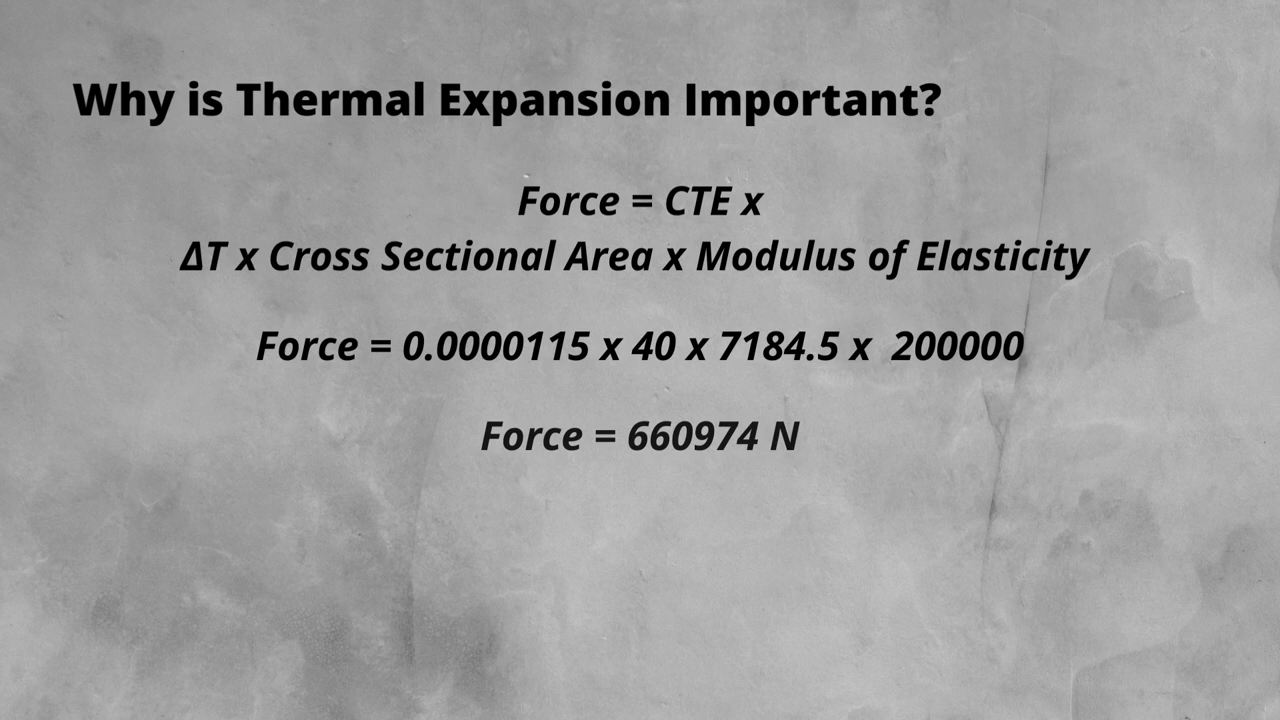 Why is Thermal Expansion Important?
Force = CTE x
ΔT x Cross Sectional Area x Modulus of Elasticity
Force = 0.0000115 x 40 x 7184.5 x 200000
Force = 660974 N